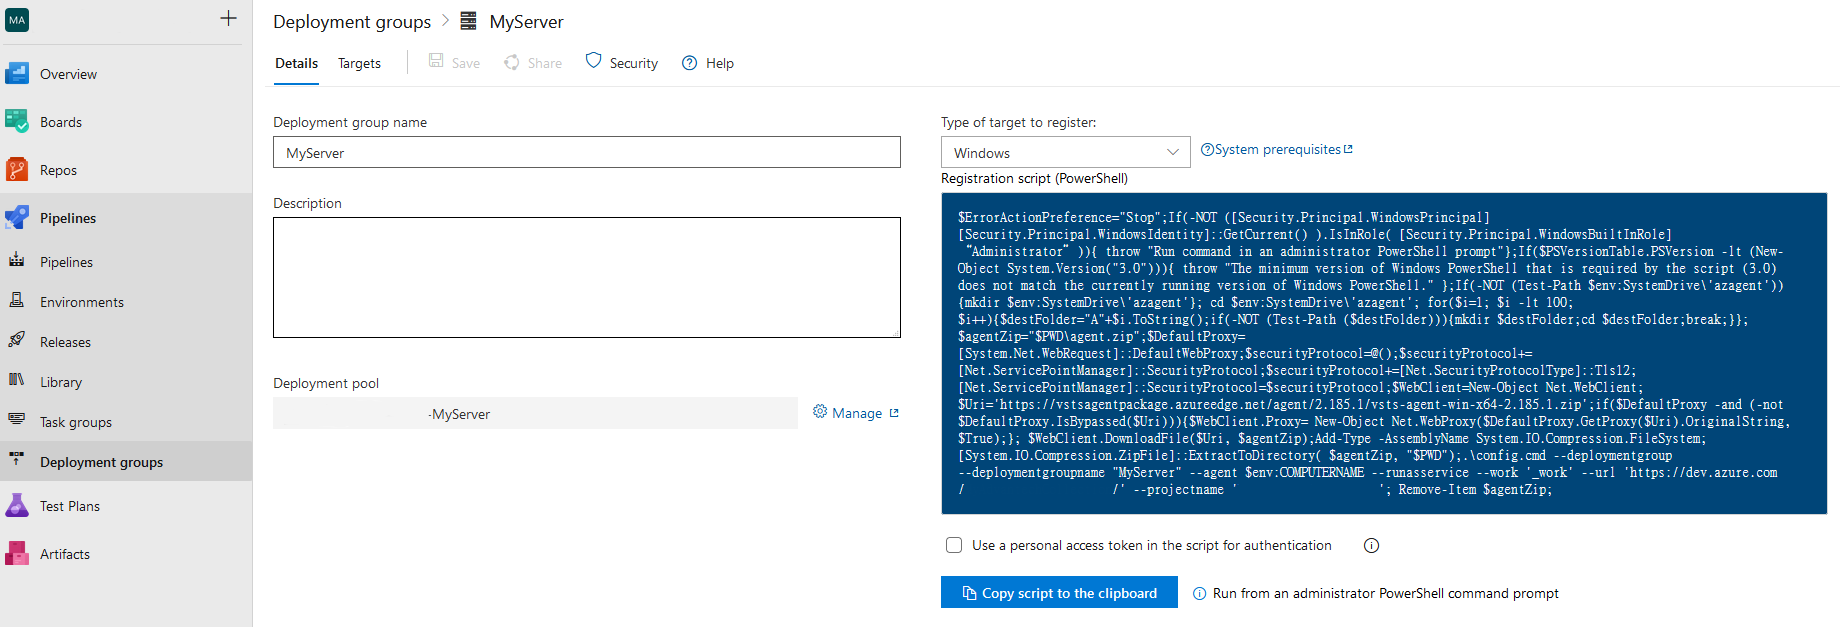 MA
Overview
Boards
Repos
Pipelines
Pipelines
Environments
Releases
Library
Task groups
Deployment groups
Test Plans
Artifacts
Deployment groups > MyServer
Details Targets Save Share Security Help
Deployment group name
MyServer
Description
Deployment pool
-MyServer
Manage
Type of target to register:
Windows
System prerequisites
Registration script (PowerShell)
$ErrorActionPreference="Stop";If(-NOT ([Security.Principal.WindowsPrincipal]
[Security.Principal.WindowsIdentity]::GetCurrent() ).IsInRole( [Security.Principal.WindowsBuiltInRole]
“Administrator“ )){ throw "Run command in an administrator PowerShell prompt"};If($PSVersionTable.PSVersion -lt (New-
Object System.Version("3.0"))){ throw "The minimum version of Windows PowerShell that is required by the script (3.0)
does not match the currently running version of Windows PowerShell." };If(-NOT (Test-Path $env:SystemDrive\'azagent'))
{mkdir $env:SystemDrive\'azagent'}; cd $env:SystemDrive\'azagent'; for($i=1; $i -lt 100;
$i++){$destFolder="A"+$i.ToString();if(-NOT (Test-Path ($destFolder))){mkdir $destFolder;cd $destFolder;break;}};
$agentZip="$PWD\agent.zip";$DefaultProxy=
[System.Net.WebRequest]::DefaultWebProxy;$securityProtocol=@();$securityProtocol+=
[Net.ServicePointManager]::SecurityProtocol;$securityProtocol+=[Net.SecurityProtocolType]::Tls12;
[Net.ServicePointManager]::SecurityProtocol=$securityProtocol;$WebClient=New-Object Net.WebClient;
$Uri='https://vstsagentpackage.azureedge.net/agent/2.185.1/vsts-agent-win-x64-2.185.1.zip';if($DefaultProxy -and (-not
$DefaultProxy.IsBypassed($Uri))){$WebClient.Proxy= New-Object Net.WebProxy($DefaultProxy.GetProxy($Uri).OriginalString,
$True);}; $WebClient.DownloadFile($Uri, $agentZip);Add-Type -AssemblyName System.IO.Compression.FileSystem;
[System.IO.Compression.ZipFile]::ExtractToDirectory( $agentZip, "$PWD");.\config.cmd --deploymentgroup
--deploymentgroupname "MyServer" --agent $env:COMPUTERNAME --runasservice --work '_work' --url 'https://dev.azure.com
/ /' --projectname ' '; Remove-Item $agentZip;
Use a personal access token in the script for authentication
Copy script to the clipboard
Run from an administrator PowerShell command prompt